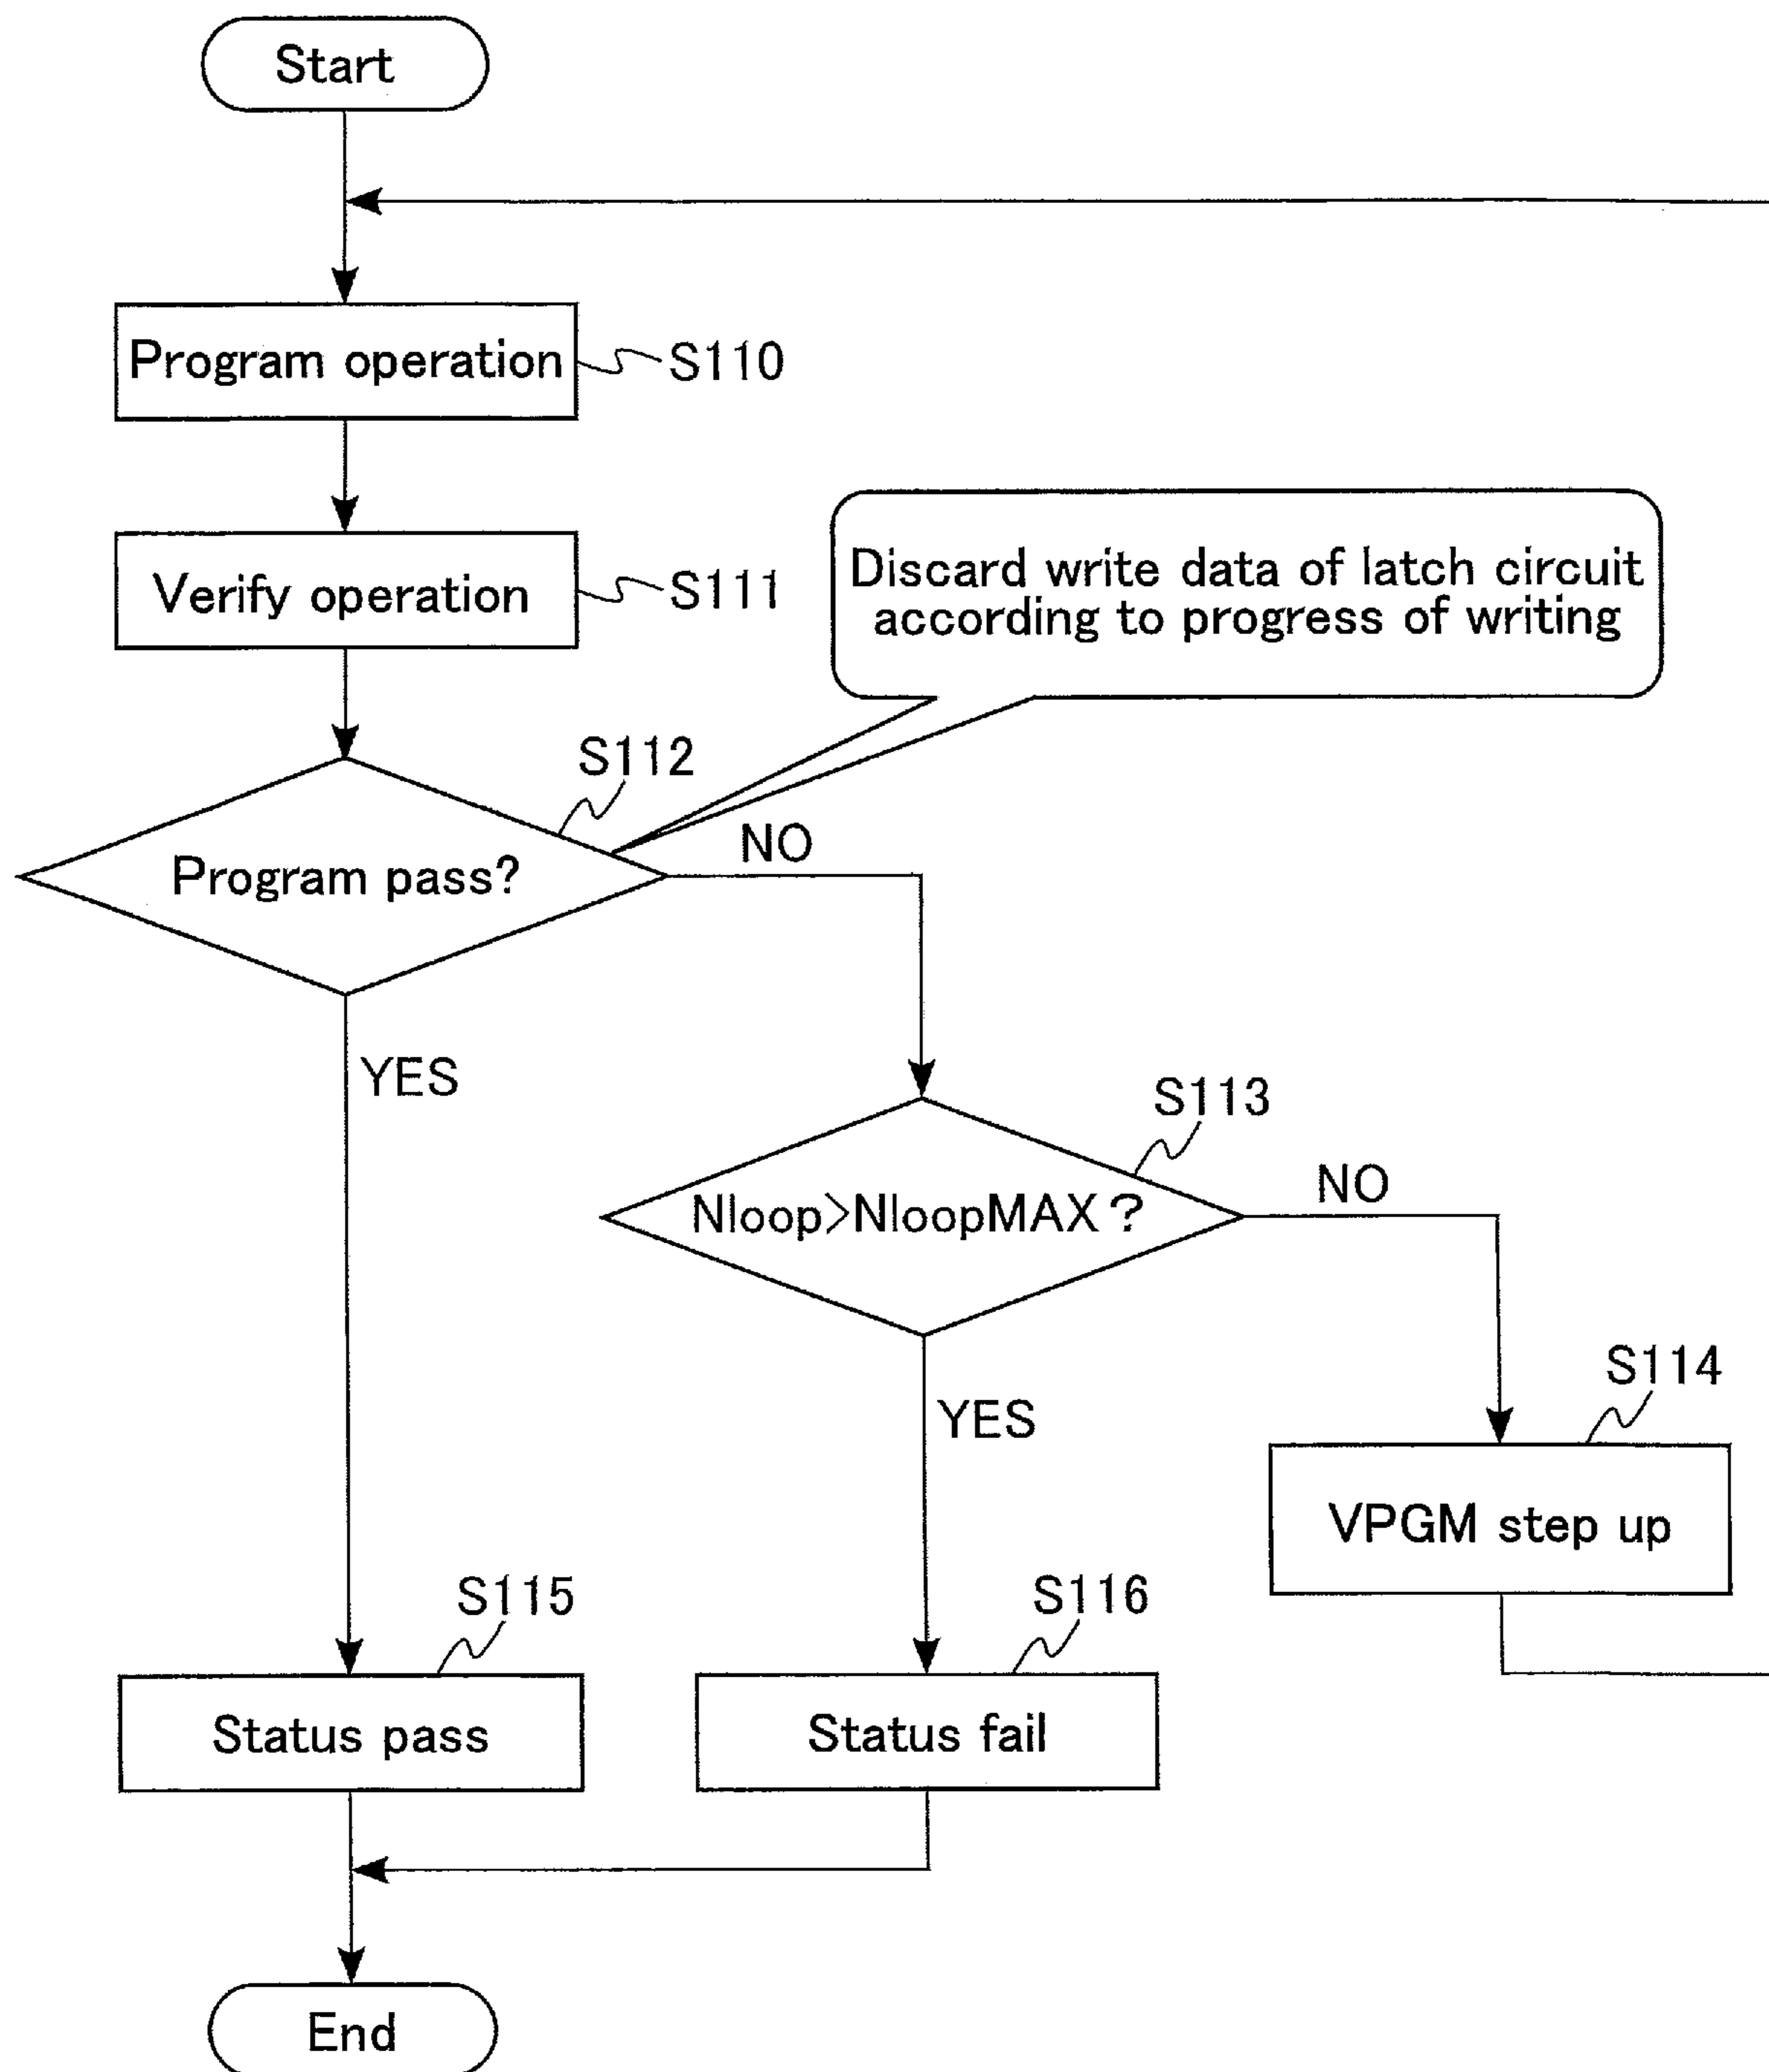 Start
Program operation
S110
Verify operation
S111
Discard write data of latch circuit
according to progress of writing
S112
Program pass?
NO
YES
S113
Nloop>NloopMAX?
NO
YES
S114
VPGM step up
S115
Status pass
S116
Status fail
End